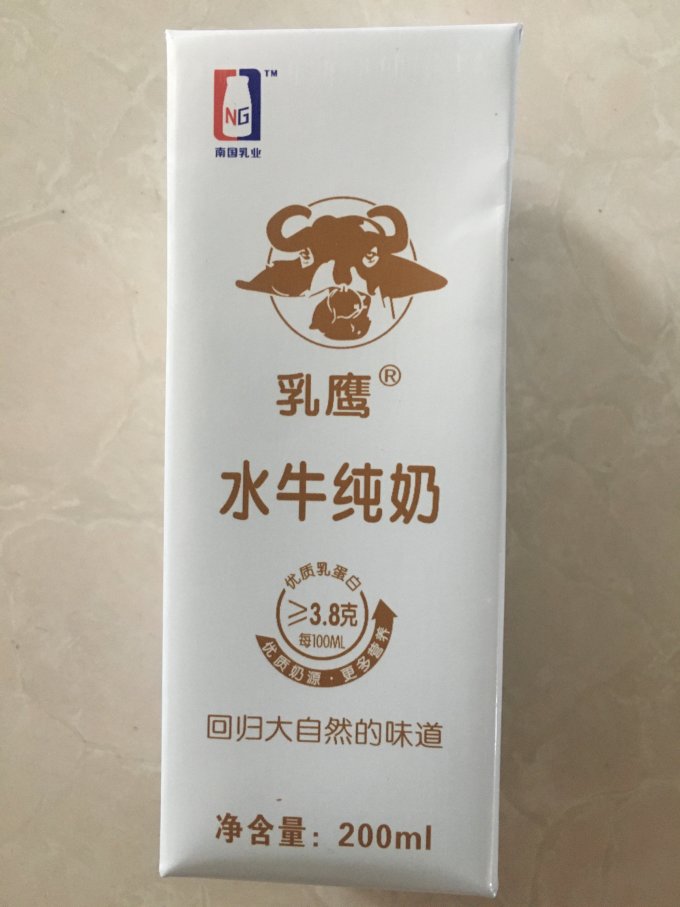 NG
TM
南国乳业
乳鹰®
水牛纯奶
优质乳蛋白
≥3.8克
每100ML
优质奶源·更多营养
回归大自然的味道
净含量：200ml